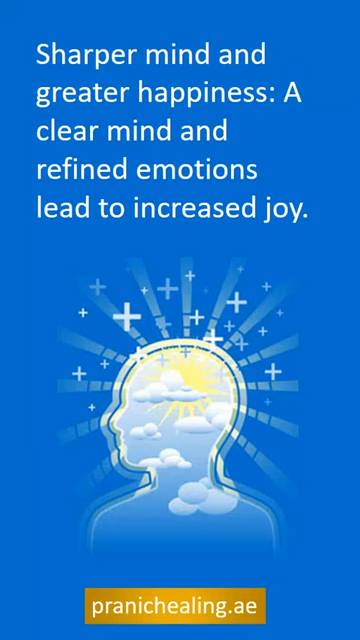 Sharper mind and
greater happiness: A
clear mind and
refined emotions
lead to increased joy.
pranichealing.ae